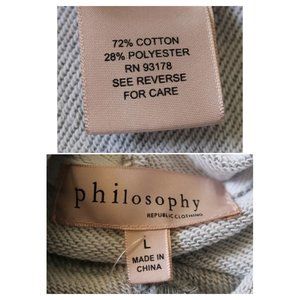 72% COTTON
28% POLYESTER
RN 93178
SEE REVERSE
FOR CARE
philosophy
REPUBLIC CLOTHING
L
MADE IN
CHINA